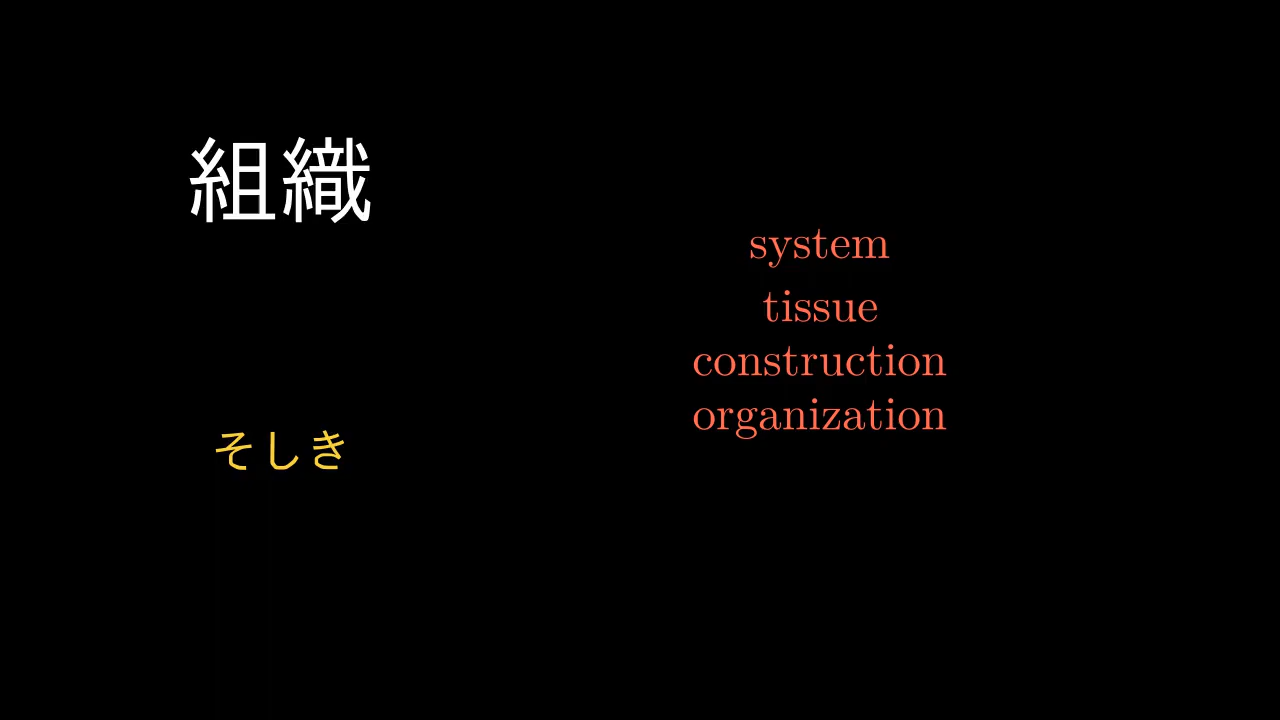 組織
そしき
system
tissue
construction
organization